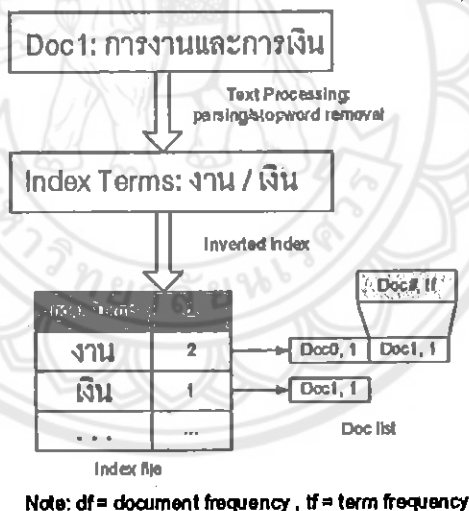 Doc1: การงานและการเงิน
Text Processing:
parsing/stopword removal
Index Terms: งาน / เงิน
Inverted Index
Doc#, tf
งาน 2 Doc0, 1 Doc1, 1
เงิน 1 Doc1, 1
. . . ...
Doc list
Index file
Note: df = document frequency , tf = term frequency